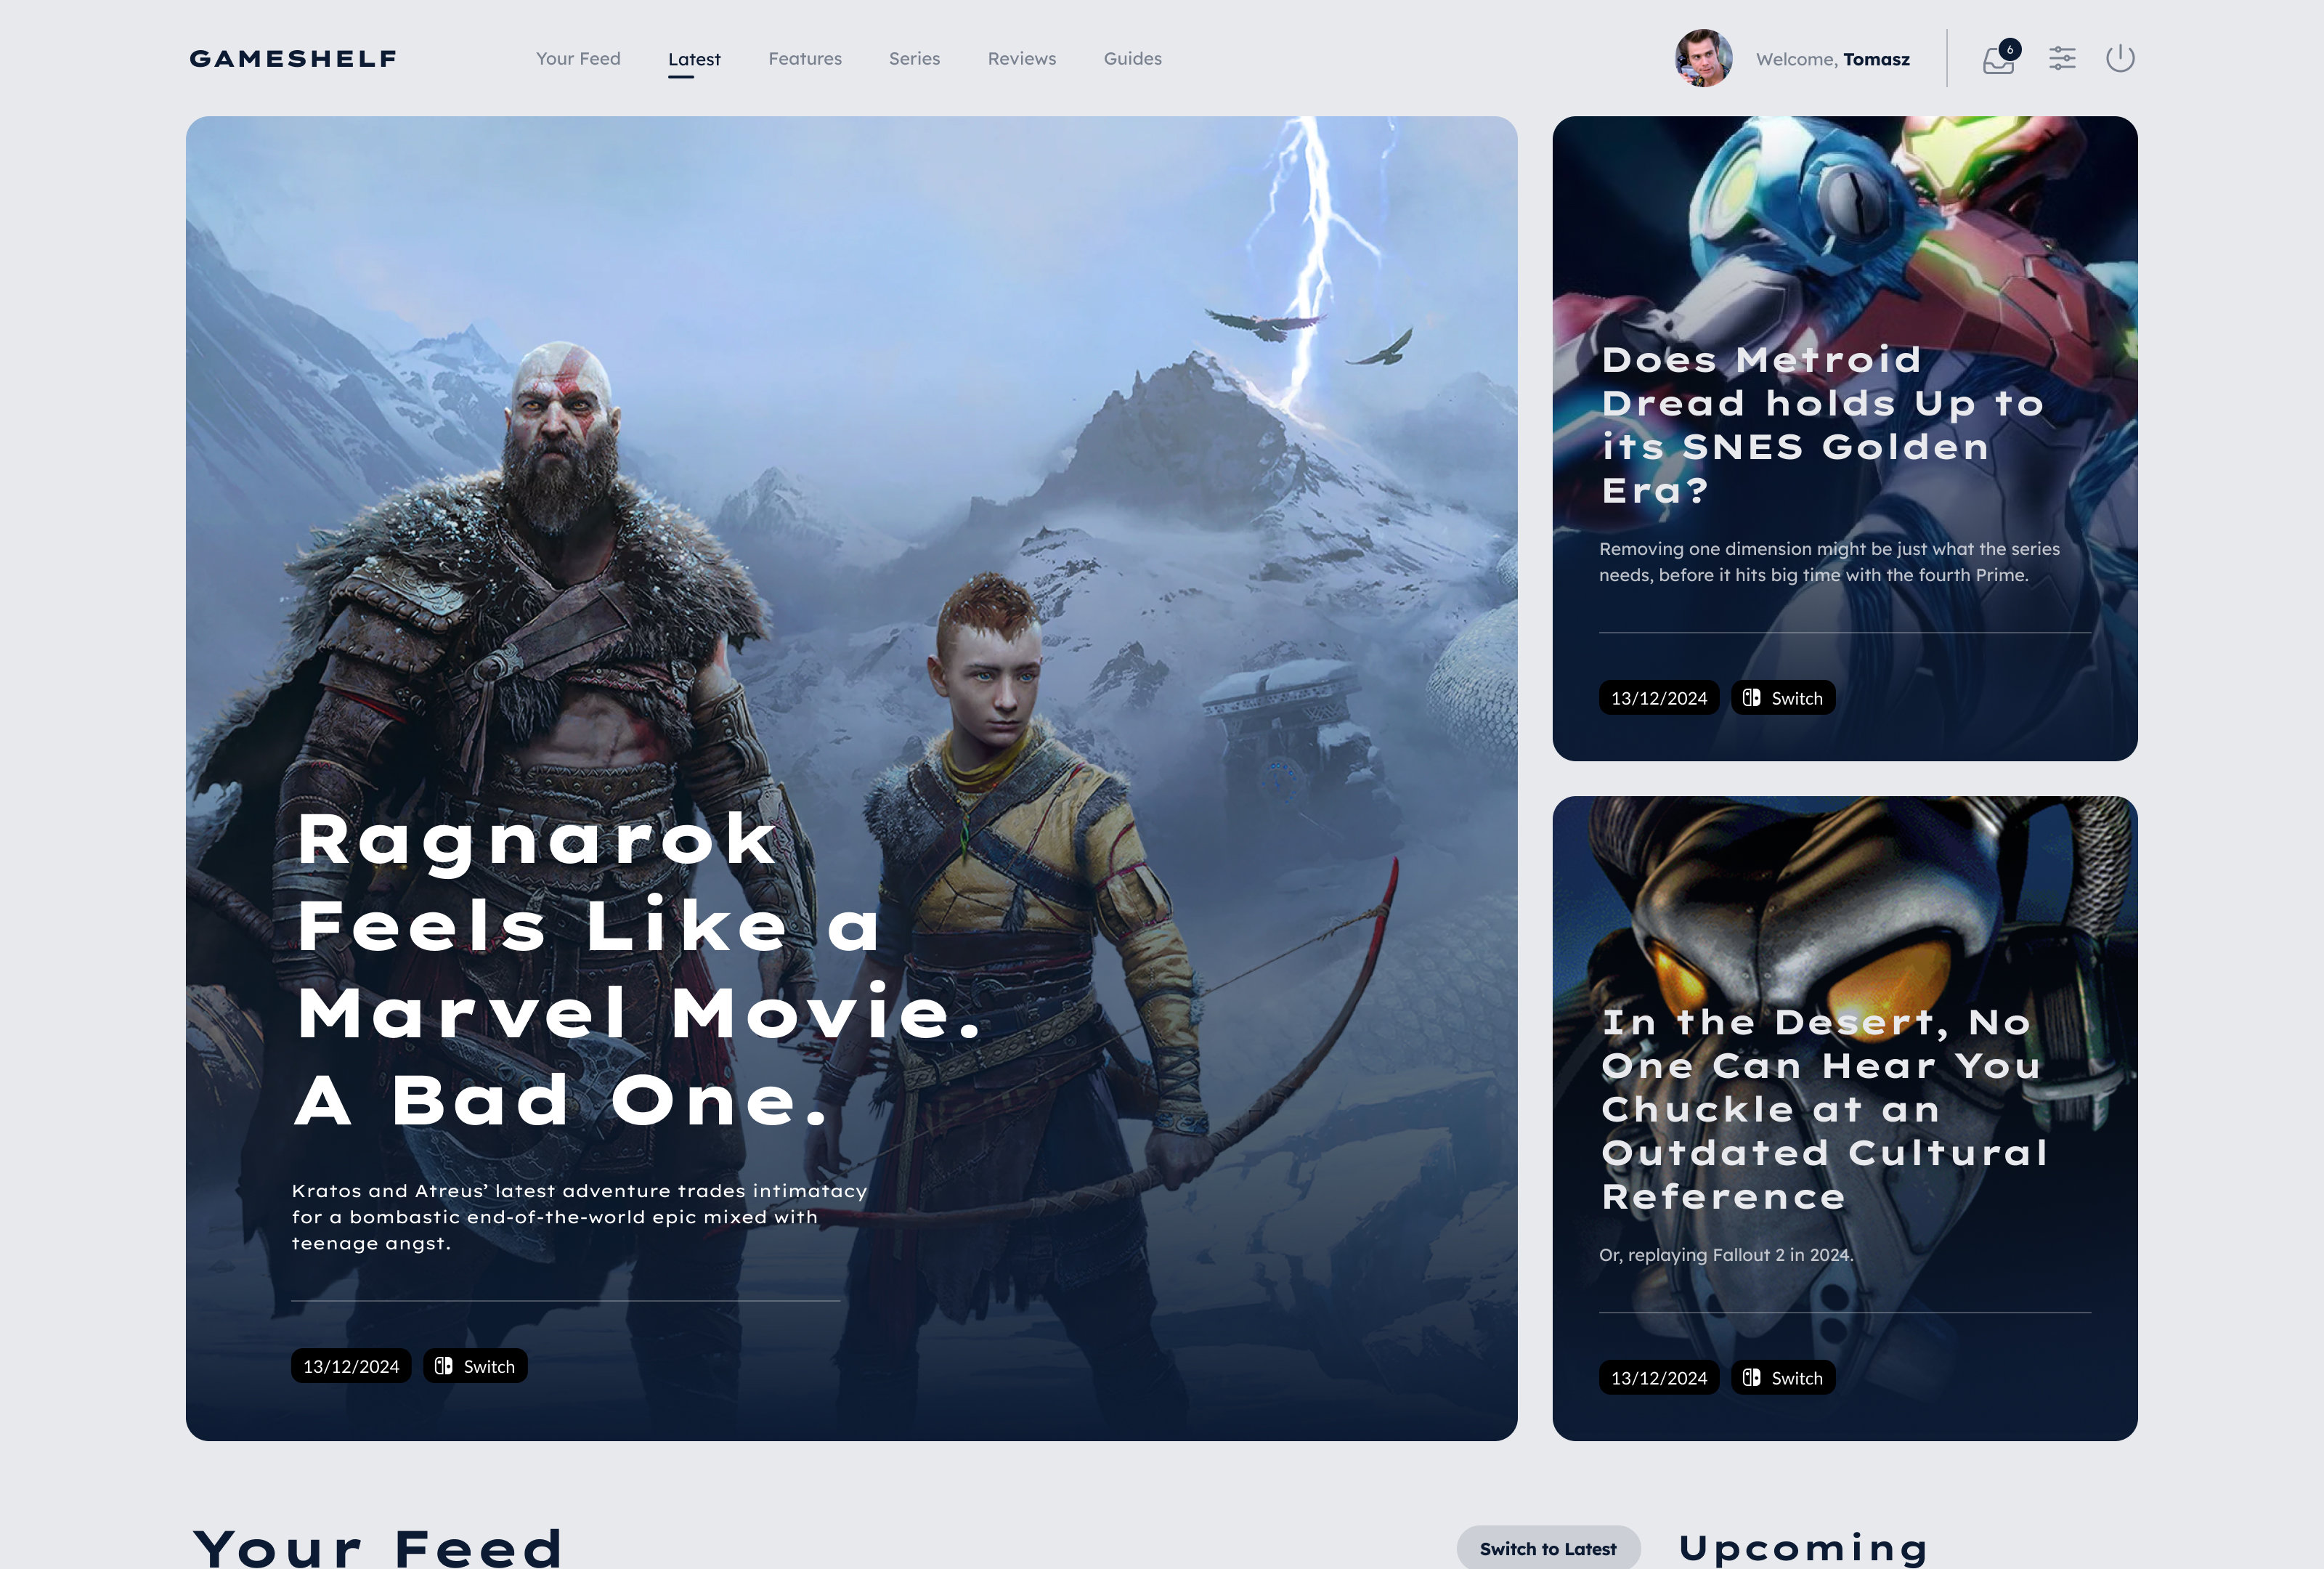 GAMESHELF
Your Feed
Latest
Features
Series
Reviews
Guides
Welcome, Tomasz
6
Ragnarok
Feels Like a
Marvel Movie.
A Bad One.
Kratos and Atreus’ latest adventure trades intimatacy
for a bombastic end-of-the-world epic mixed with
teenage angst.
13/12/2024
Switch
Does Metroid
Dread holds Up to
its SNES Golden
Era?
Removing one dimension might be just what the series
needs, before it hits big time with the fourth Prime.
13/12/2024
Switch
In the Desert, No
One Can Hear You
Chuckle at an
Outdated Cultural
Reference
Or, replaying Fallout 2 in 2024.
13/12/2024
Switch
Your Feed
Switch to Latest
Upcoming